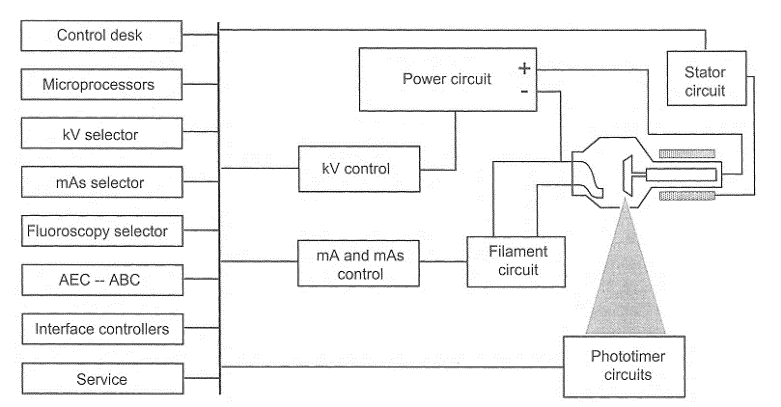 Control desk
Microprocessors
kV selector
mAs selector
Fluoroscopy selector
AEC -- ABC
Interface controllers
Service
Power circuit
+
-
Stator
circuit
kV control
mA and mAs
control
Filament
circuit
Phototimer
circuits